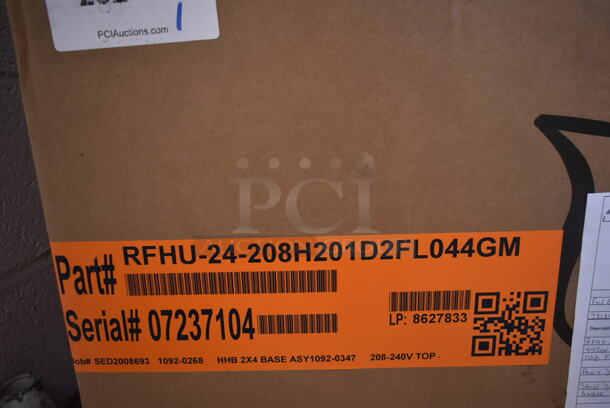 PCIAuctions.com
1
PCI
Part# RFHU-24-208H201D2FL044GM
Serial# 07237104
LP: 8627833
Job# SED2008693 1092-0268 HHB 2X4 BASE ASY1092-0347 208-240V TOP